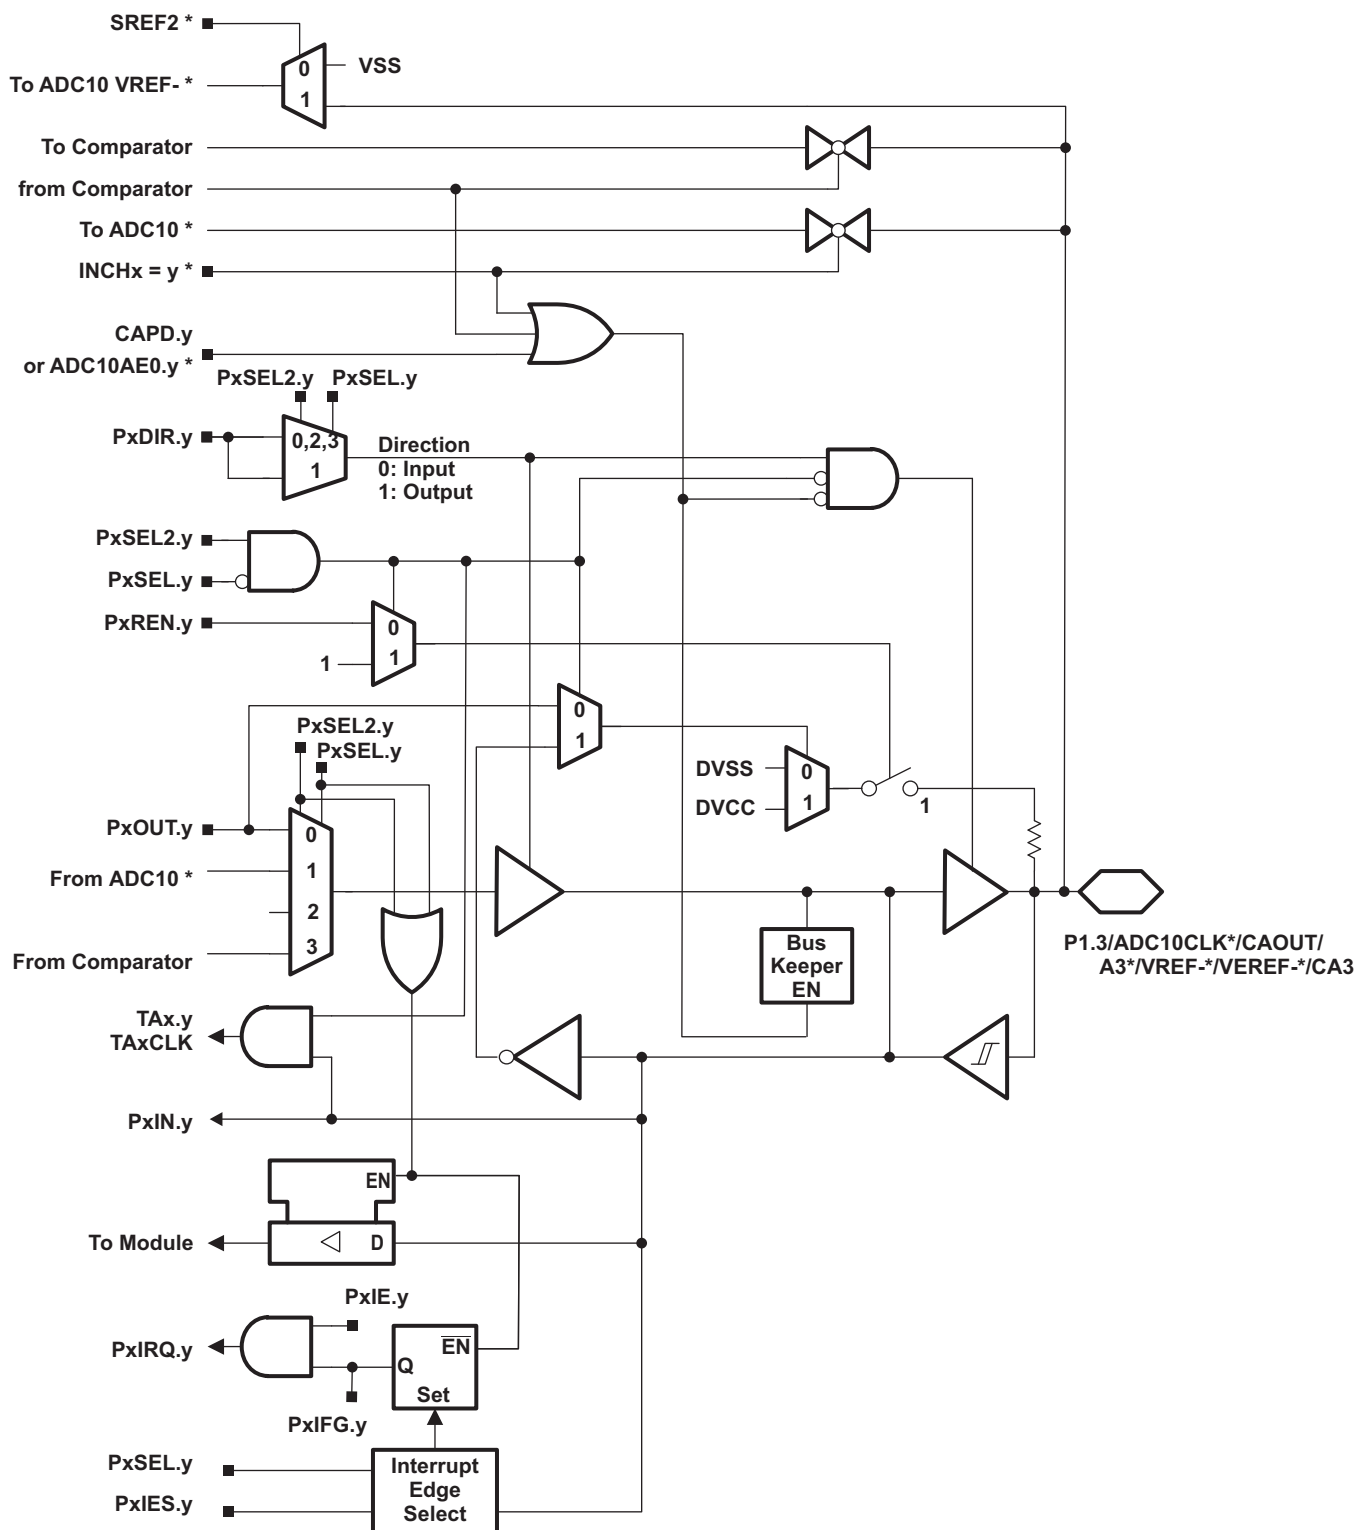 SREF2 *
0
VSS
To ADC10 VREF- *
1
To Comparator
from Comparator
To ADC10 *
INCHx = y *
CAPD.y
or ADC10AE0.y *
PxSEL2.y
PxSEL.y
PxDIR.y
0,2,3
1
Direction
0: Input
1: Output
PxSEL2.y
PxSEL.y
PxREN.y
0
1
1
0
1
PxSEL2.y
PxSEL.y
DVSS
0
DVCC
1
1
PxOUT.y
0
From ADC10 *
1
2
3
From Comparator
Bus
Keeper
EN
P1.3/ADC10CLK*/CAOUT/
A3*/VREF-*/VEREF-*/CA3
TAx.y
TAxCLK
PxIN.y
EN
To Module
D
PxIE.y
PxIRQ.y
EN
Q
Set
PxIFG.y
PxSEL.y
PxIES.y
Interrupt
Edge
Select